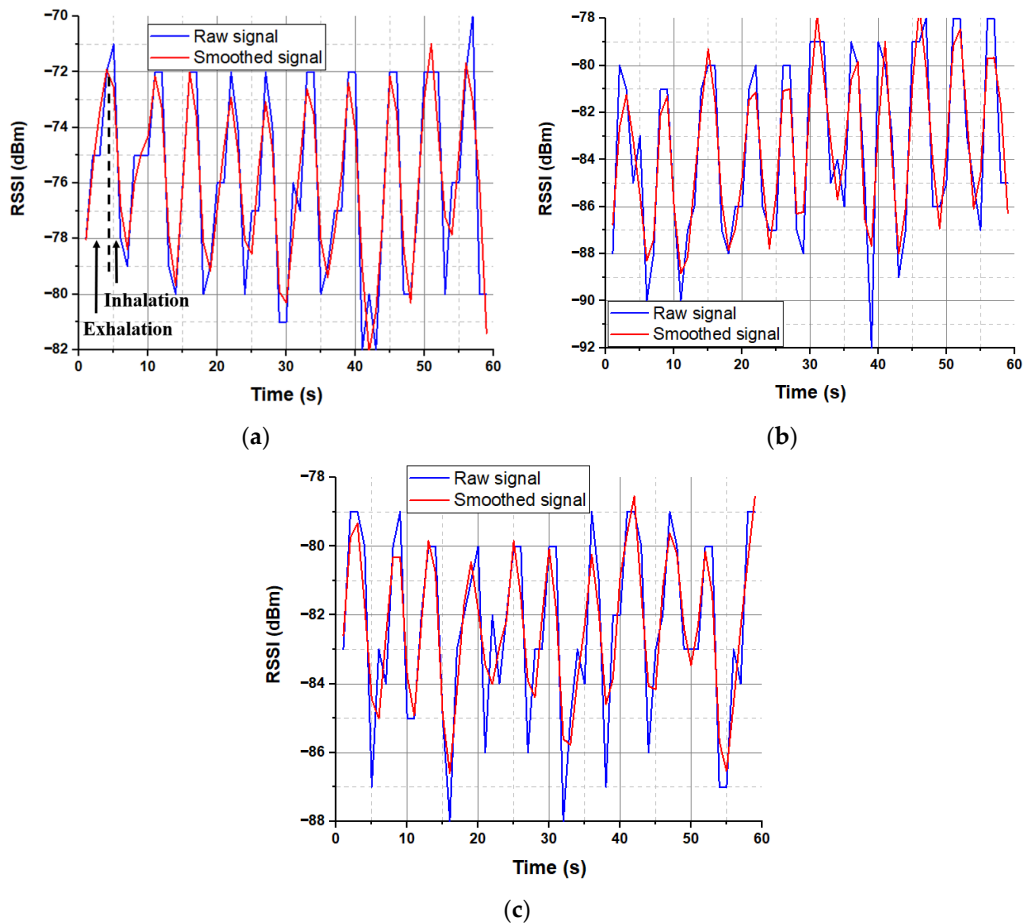 −70
−72
−74
−76
−78
−80
−82
RSSI (dBm)
Raw signal
Smoothed signal
Inhalation
Exhalation
0 10 20 30 40 50 60
Time (s)
(a)
−78
−80
−82
−84
−86
−88
−90
−92
RSSI (dBm)
Raw signal
Smoothed signal
0 10 20 30 40 50 60
Time (s)
(b)
−78
−80
−82
−84
−86
−88
RSSI (dBm)
Raw signal
Smoothed signal
0 10 20 30 40 50 60
Time (s)
(c)